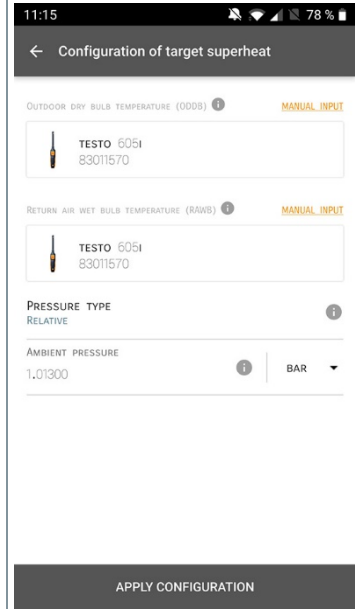 11:15
78 %
Configuration of target superheat
OUTDOOR DRY BULB TEMPERATURE (ODDB) i MANUAL INPUT
TESTO 605I
83011570
RETURN AIR WET BULB TEMPERATURE (RAWB) i MANUAL INPUT
TESTO 605I
83011570
PRESSURE TYPE i
RELATIVE
AMBIENT PRESSURE
1.01300 i BAR
APPLY CONFIGURATION